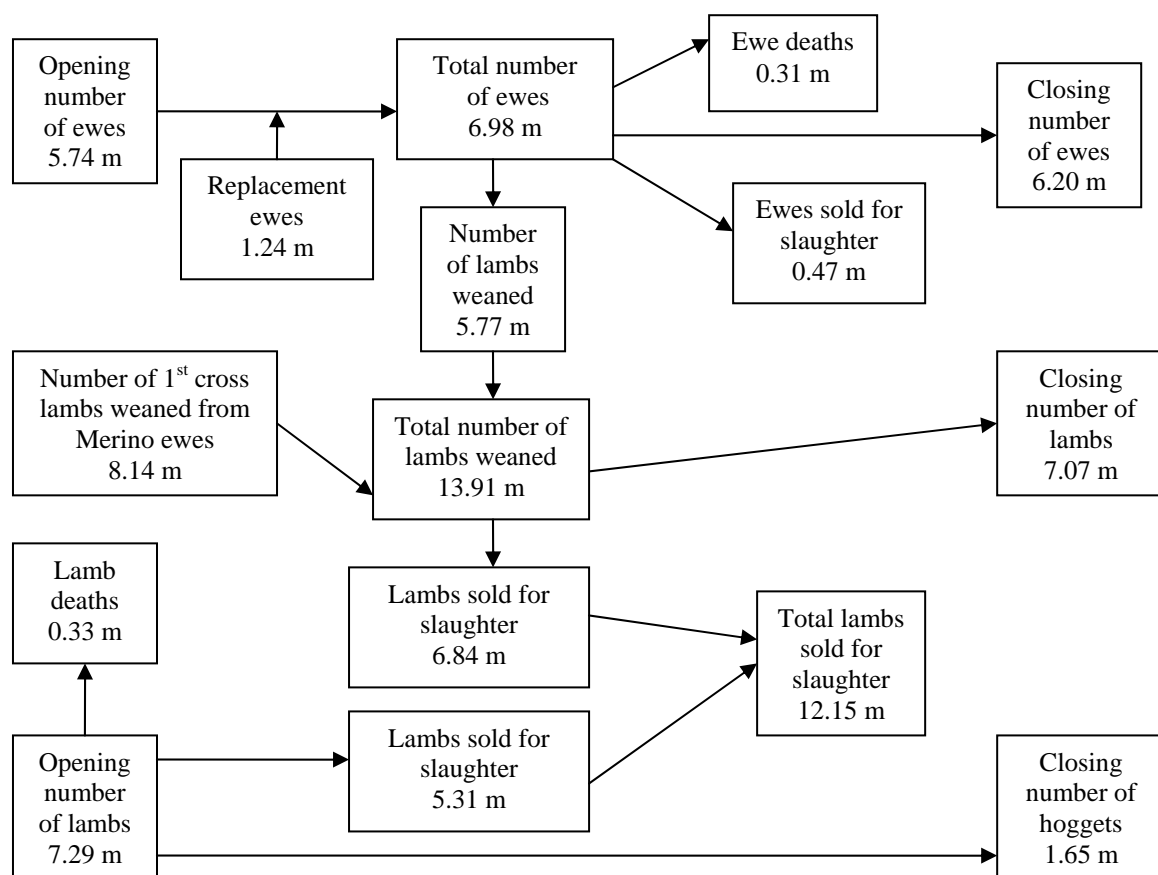 Opening
number
of ewes
5.74 m
Replacement
ewes
1.24 m
Total number
of ewes
6.98 m
Ewe deaths
0.31 m
Closing
number
of ewes
6.20 m
Ewes sold for
slaughter
0.47 m
Number
of lambs
weaned
5.77 m
Number of 1st cross
lambs weaned from
Merino ewes
8.14 m
Total number of
lambs weaned
13.91 m
Closing
number of
lambs
7.07 m
Lamb
deaths
0.33 m
Lambs sold for
slaughter
6.84 m
Total lambs
sold for
slaughter
12.15 m
Opening
number
of lambs
7.29 m
Lambs sold for
slaughter
5.31 m
Closing
number of
hoggets
1.65 m